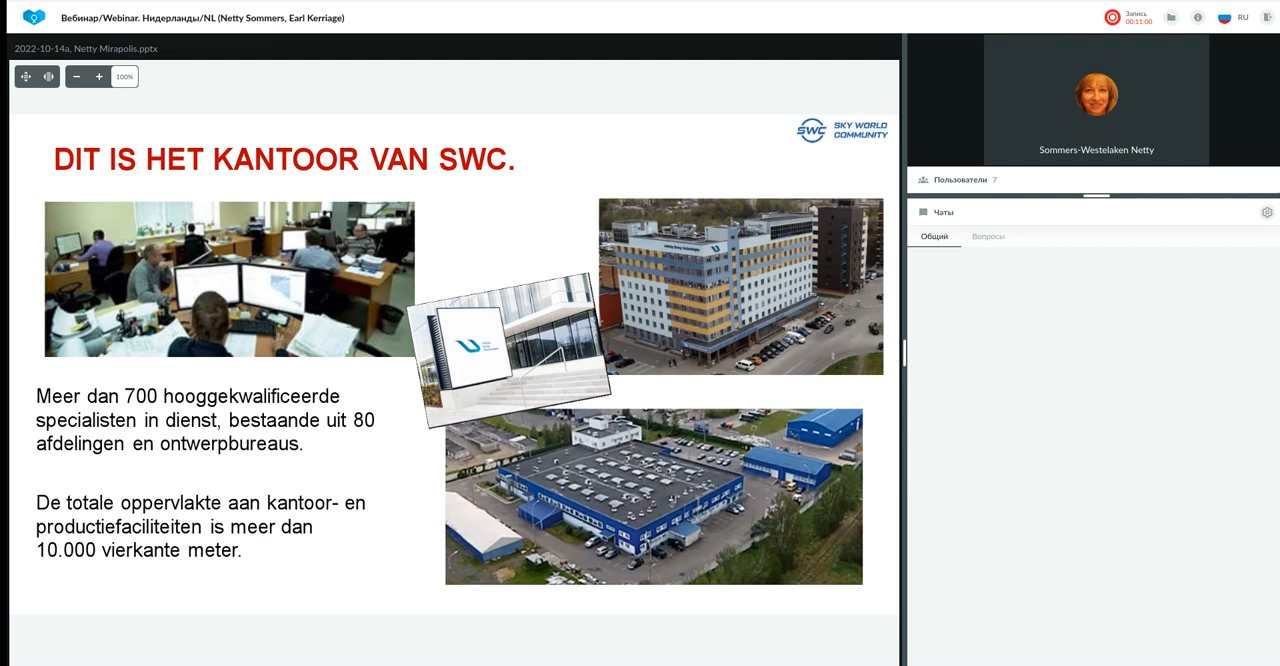 Вебинар/Webinar. Нидерланды/NL (Netty Sommers, Earl Kerriage)
Запись
00:11:00
RU
2022-10-14a, Netty Mirapolis.pptx
100%
SWC SKY WORLD
COMMUNITY
DIT IS HET KANTOOR VAN SWC.
Meer dan 700 hooggekwalificeerde
specialisten in dienst, bestaande uit 80
afdelingen en ontwerpbureaus.
De totale oppervlakte aan kantoor- en
productiefaciliteiten is meer dan
10.000 vierkante meter.
Sommers-Westelaken Netty
Пользователи 7
Чаты
Общий
Вопросы